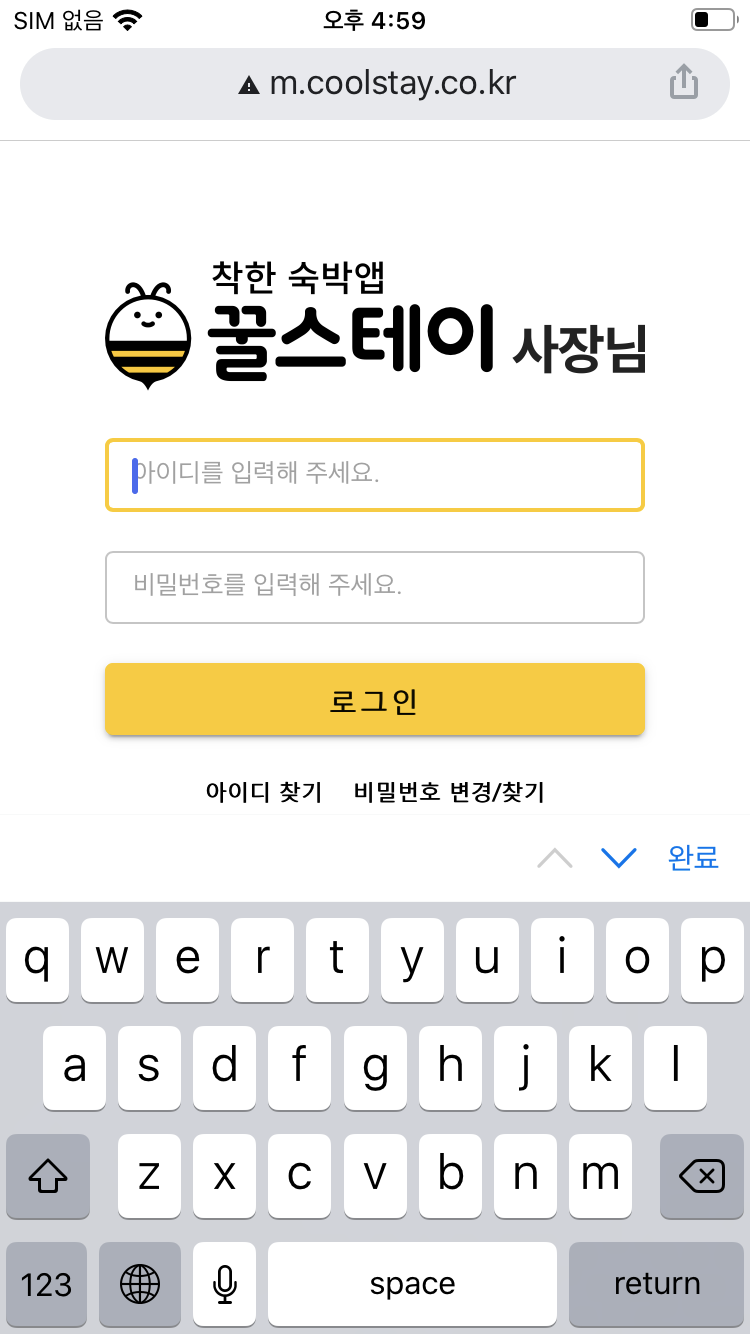 SIM 없음 오후 4:59
m.coolstay.co.kr
착한 숙박앱
꿀스테이 사장님
아이디를 입력해 주세요.
비밀번호를 입력해 주세요.
로그인
아이디 찾기 비밀번호 변경/찾기
완료
q w e r t y u i o p
a s d f g h j k l
z x c v b n m
123 space return